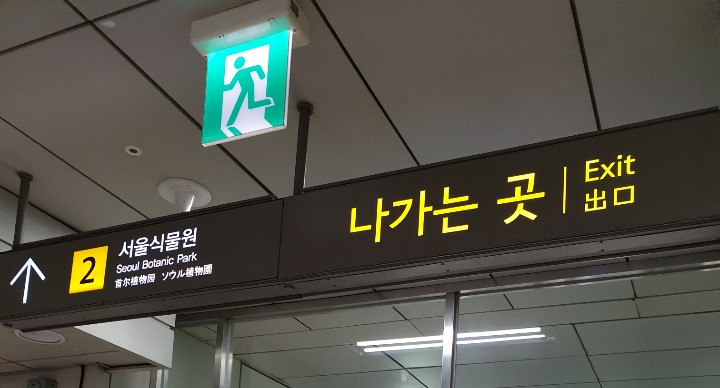 2
서울식물원
Seoul Botanic Park
首尔植物园 ソウル植物園
나가는 곳
Exit
出口